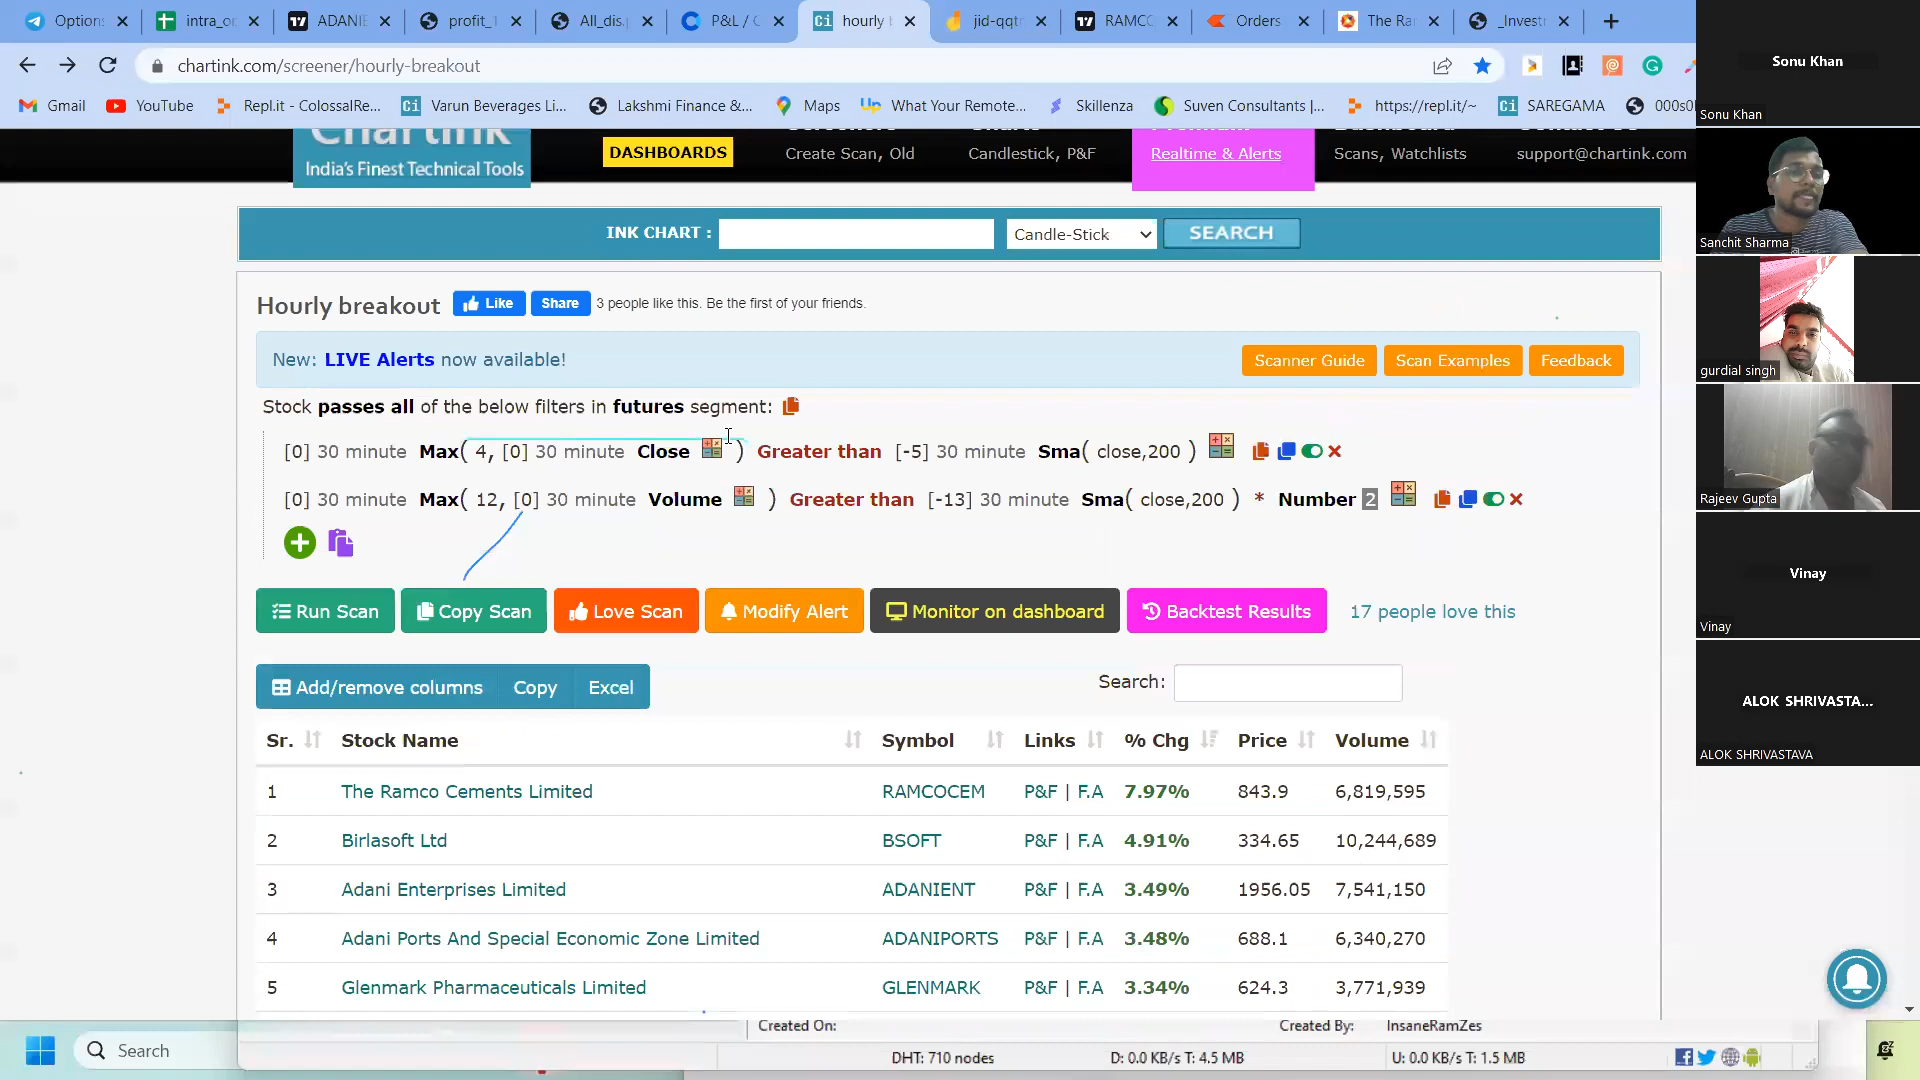 Options
intra_o
ADANIE
profit_1
All_dis.p
P&L / C
hourly b
jid-qqtr
RAMCO
Orders
The Ra
_Investr
chartink.com/screener/hourly-breakout
Gmail
YouTube
Repl.it - ColossalRe...
Varun Beverages Li...
Lakshmi Finance &...
Maps
What Your Remote...
Skillenza
Suven Consultants |...
https://repl.it/~
SAREGAMA
Chartink
India's Finest Technical Tools
DASHBOARDS
Create Scan, Old
Candlestick, P&F
Realtime & Alerts
Scans, Watchlists
support@chartink.com
INK CHART :
Candle-Stick
SEARCH
Hourly breakout
Like
Share
3 people like this. Be the first of your friends.
New: LIVE Alerts now available!
Scanner Guide
Scan Examples
Feedback
Stock passes all of the below filters in futures segment:
[0] 30 minute Max( 4, [0] 30 minute Close ) Greater than [-5] 30 minute Sma( close,200 )
[0] 30 minute Max( 12, [0] 30 minute Volume ) Greater than [-13] 30 minute Sma( close,200 ) * Number 2
Run Scan
Copy Scan
Love Scan
Modify Alert
Monitor on dashboard
Backtest Results
17 people love this
Add/remove columns
Copy
Excel
Search:
Sr. Stock Name Symbol Links % Chg Price Volume
1 The Ramco Cements Limited RAMCOCEM P&F | F.A 7.97% 843.9 6,819,595
2 Birlasoft Ltd BSOFT P&F | F.A 4.91% 334.65 10,244,689
3 Adani Enterprises Limited ADANIENT P&F | F.A 3.49% 1956.05 7,541,150
4 Adani Ports And Special Economic Zone Limited ADANIPORTS P&F | F.A 3.48% 688.1 6,340,270
5 Glenmark Pharmaceuticals Limited GLENMARK P&F | F.A 3.34% 624.3 3,771,939
Created On:
Created By: InsaneRamZes
DHT: 710 nodes
D: 0.0 KB/s T: 4.5 MB
U: 0.0 KB/s T: 1.5 MB
Search
Sonu Khan
Sonu Khan
Sanchit Sharma
gurdial singh
Rajeev Gupta
Vinay
Vinay
ALOK SHRIVASTA...
ALOK SHRIVASTAVA